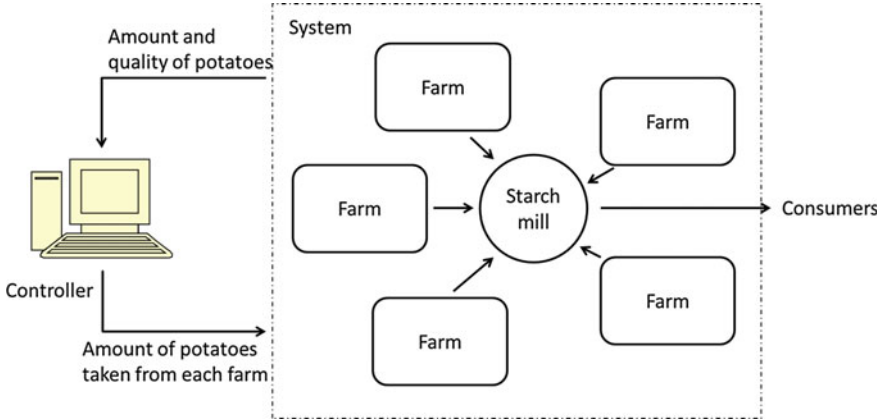 Amount and
quality of potatoes
Controller
Amount of potatoes
taken from each farm
System
Farm
Farm
Farm
Starch
mill
Farm
Farm
Consumers